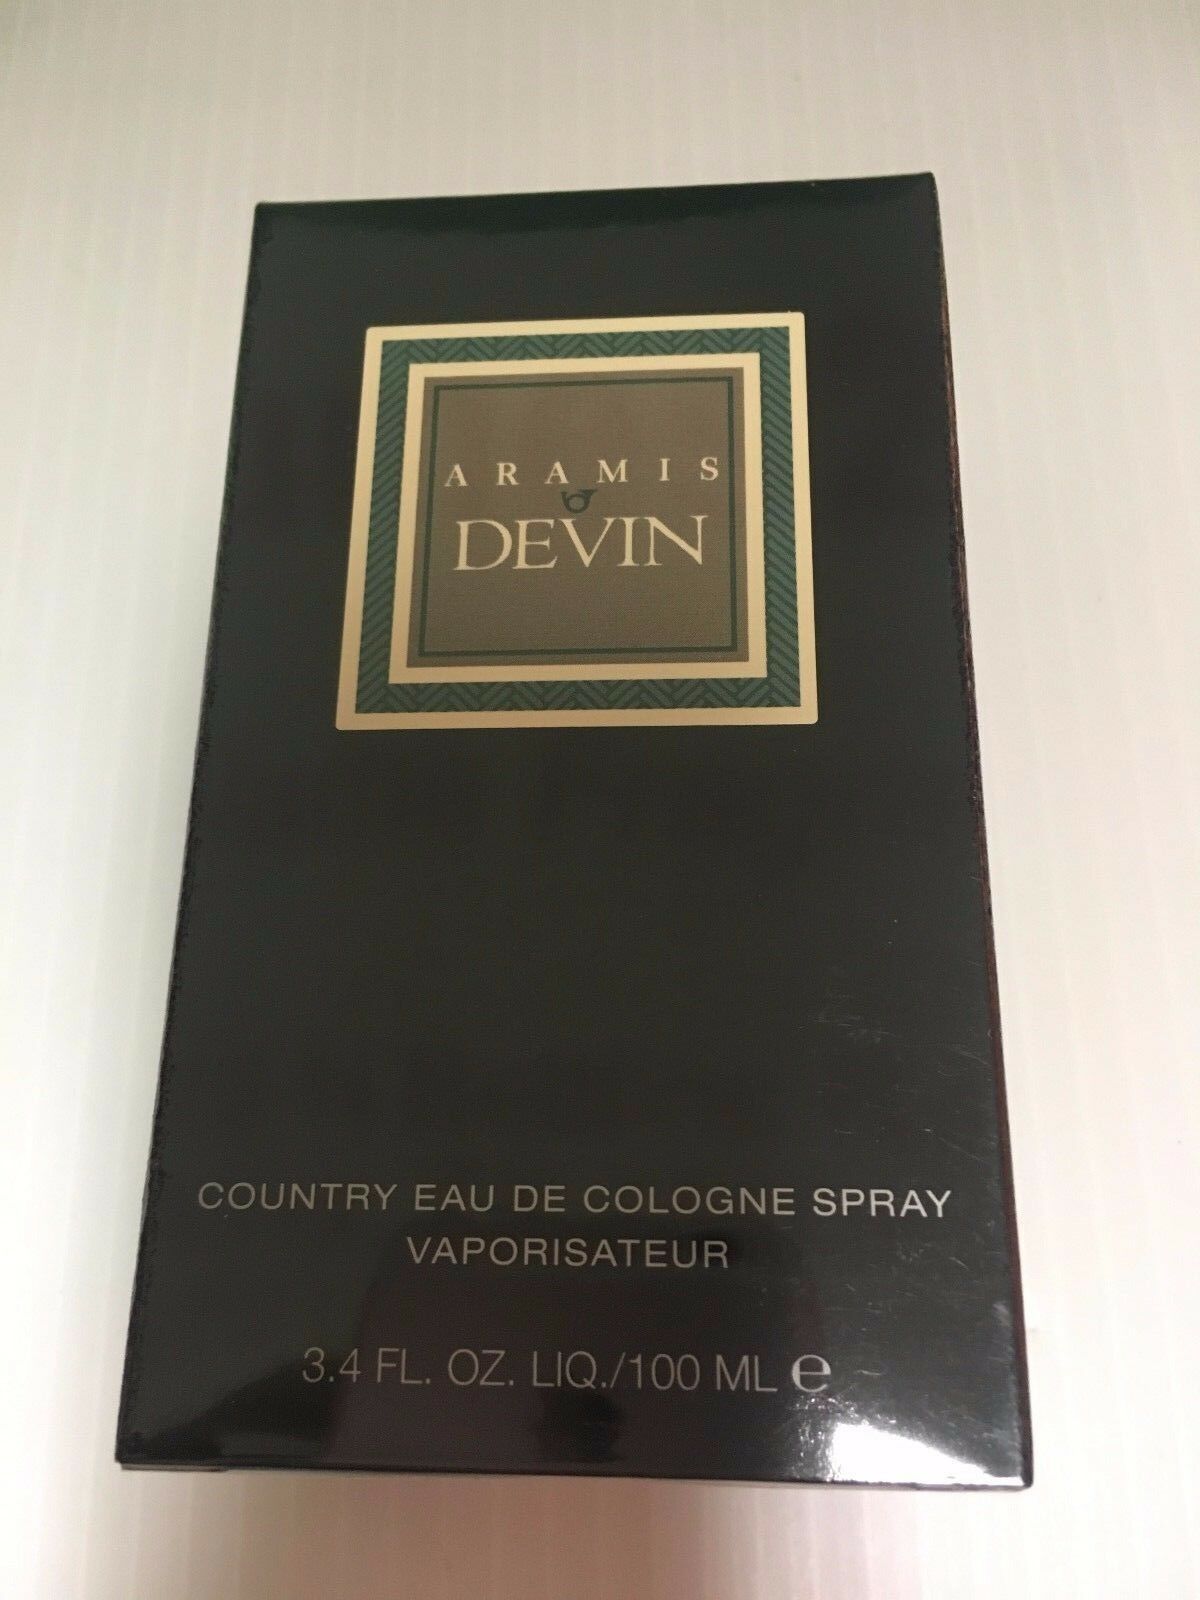 ARAMIS
DEVIN
COUNTRY EAU DE COLOGNE SPRAY
VAPORISATEUR
3.4 FL. OZ. LIQ./100 ML ℮